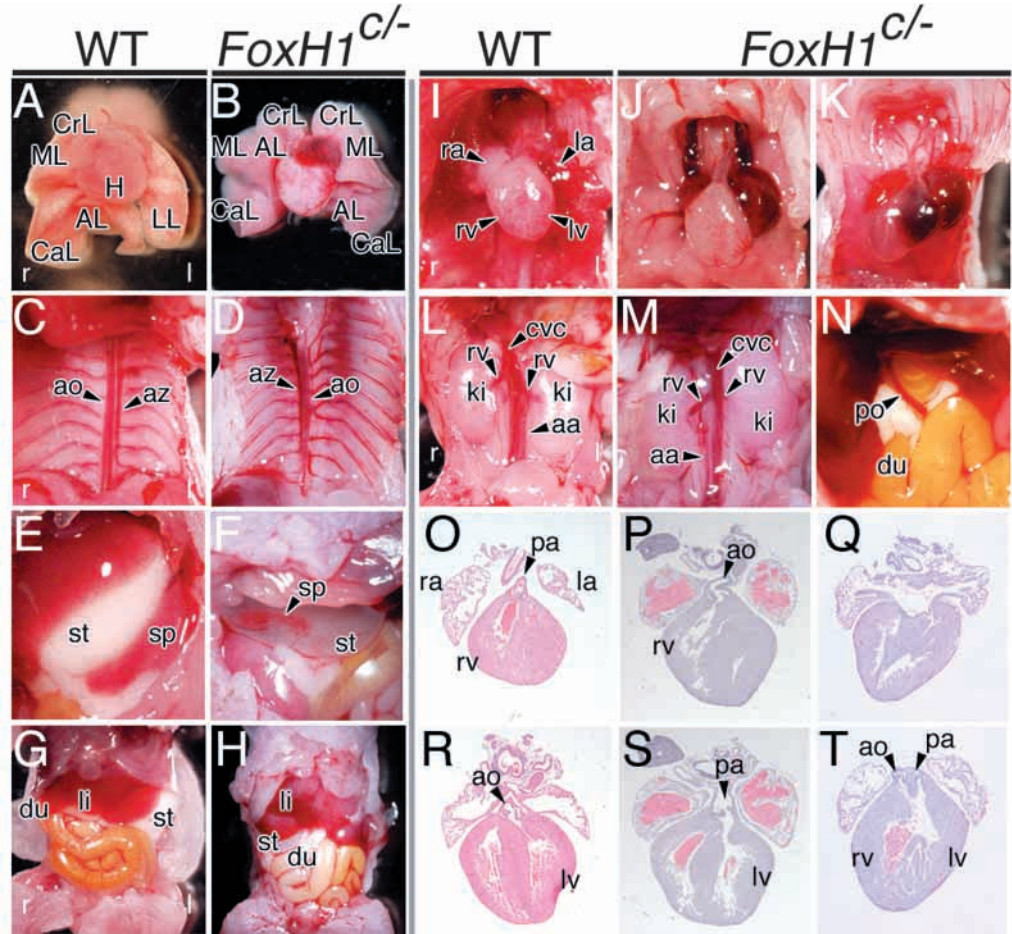 WT FoxH1c/- WT FoxH1c/-
A B I J K
CrL CrL CrL
ML ML AL ML ra la
H
AL LL CaL AL rv lv
CaL CaL
r l r l
C D L M N
cvc cvc
rv rv rv rv
ao az az ao ki ki ki ki po
aa aa du
r l r l
E F O P Q
pa ao
sp ra la
st sp st rv rv
G H R S T
ao pa ao pa
du li st li
st du lv lv rv lv
r l